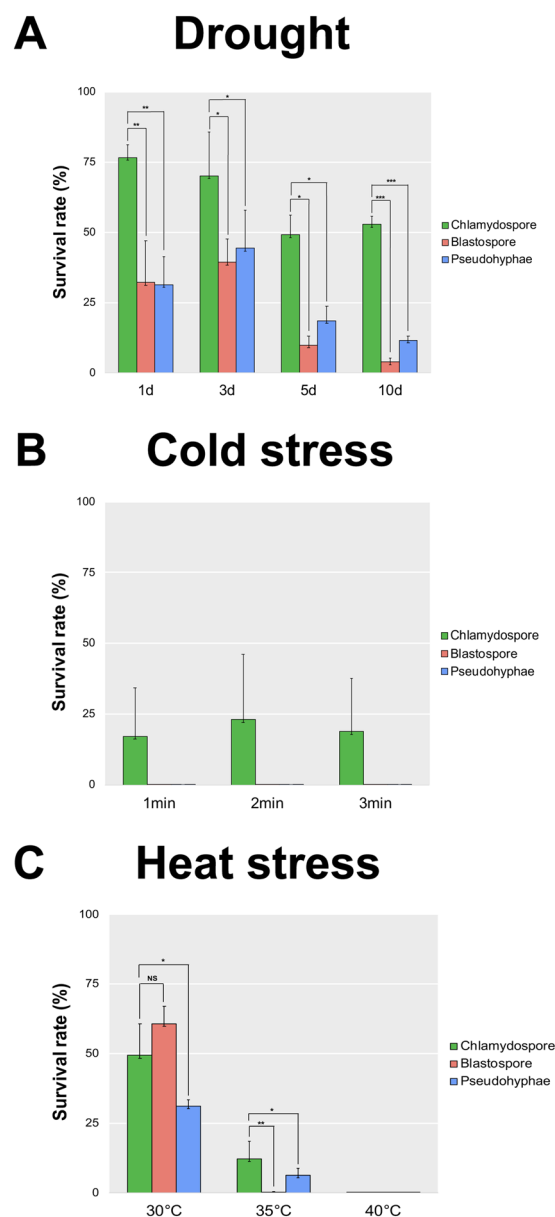 A Drought
100
75
50
25
0
Survival rate (%)
** ** * * * * *** ***
1d 3d 5d 10d
Chlamydospore
Blastospore
Pseudohyphae
B Cold stress
100
75
50
25
0
Survival rate (%)
1min 2min 3min
Chlamydospore
Blastospore
Pseudohyphae
C Heat stress
100
75
50
25
0
Survival rate (%)
* NS ** *
30°C 35°C 40°C
Chlamydospore
Blastospore
Pseudohyphae